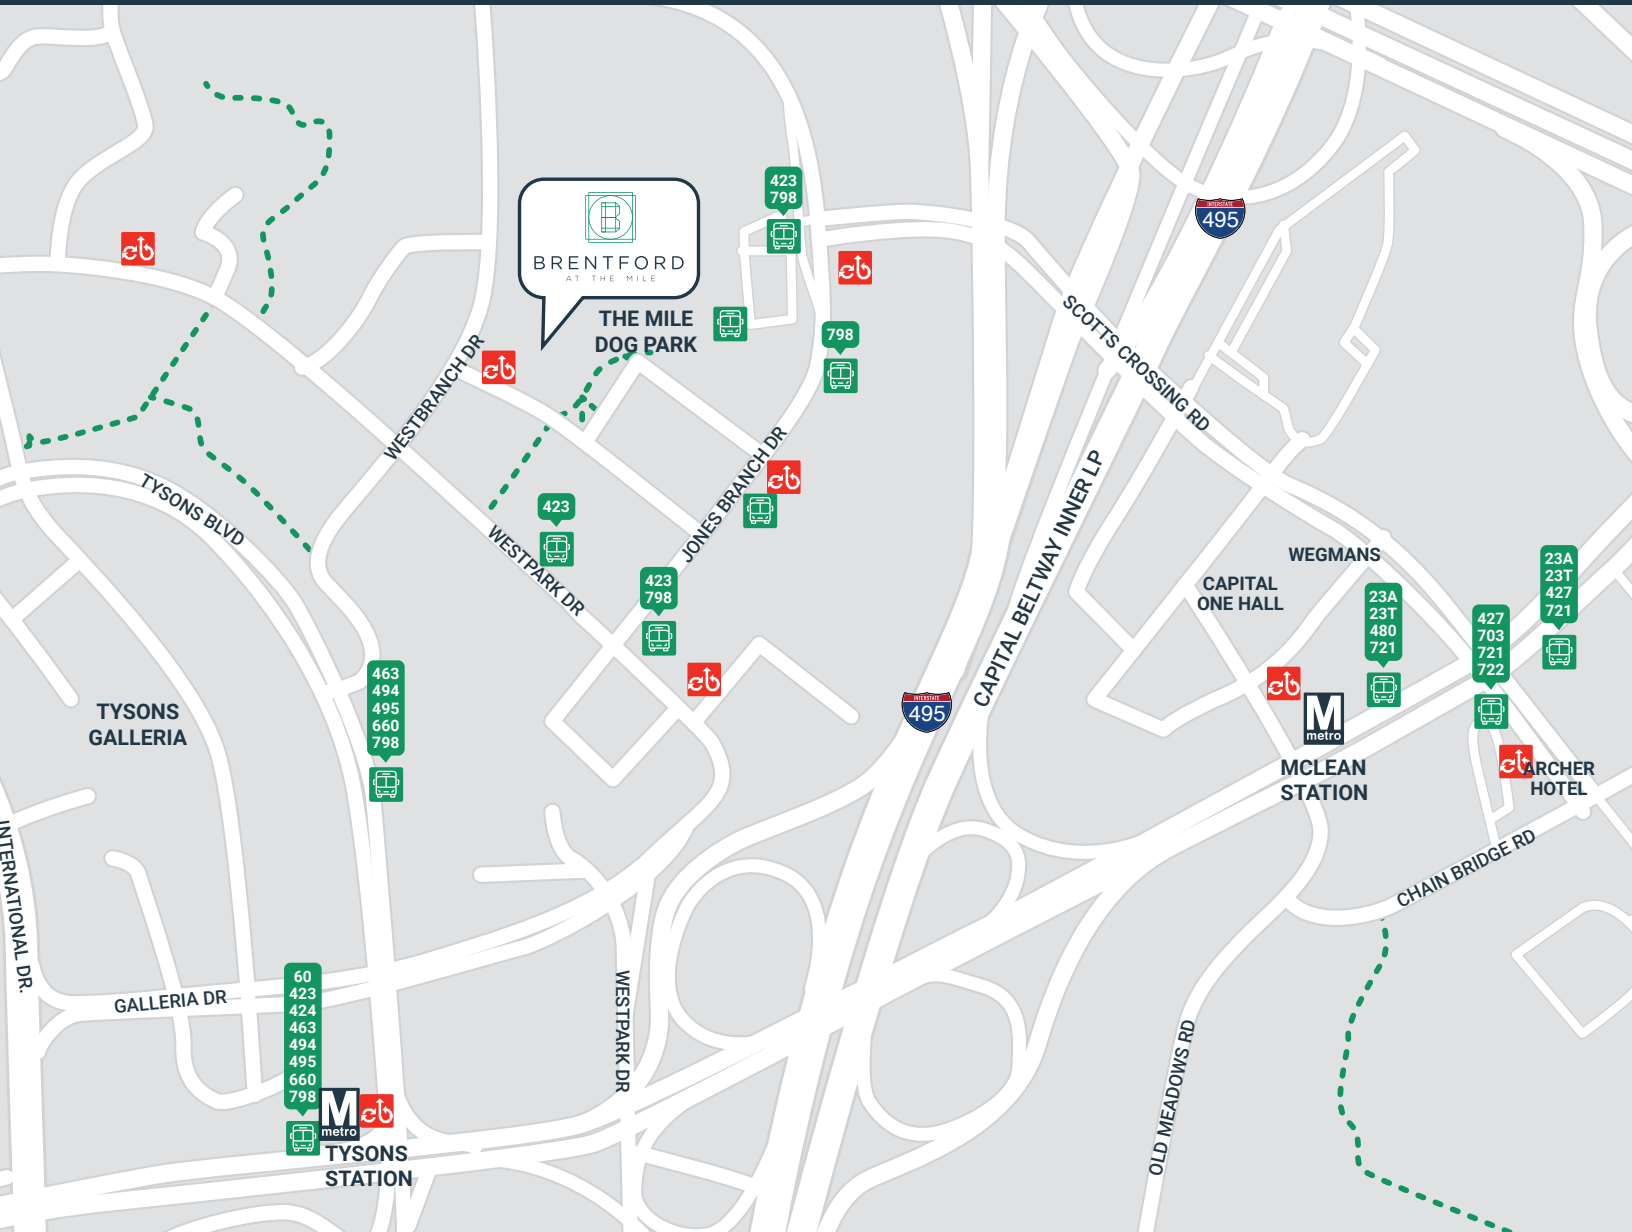 423
798
INTERSTATE
495
B
BRENTFORD
AT THE MILE
THE MILE
DOG PARK
798
SCOTTS CROSSING RD
WESTBRANCH DR
JONES BRANCH DR
TYSONS BLVD
423
WESTPARK DR
423
798
CAPITAL BELTWAY INNER LP
WEGMANS
CAPITAL
ONE HALL
23A
23T
480
721
427
703
721
722
23A
23T
427
721
463
494
495
660
798
TYSONS
GALLERIA
INTERSTATE
495
M
metro
MCLEAN
STATION
ARCHER
HOTEL
CHAIN BRIDGE RD
INTERNATIONAL DR.
GALLERIA DR
WESTPARK DR
OLD MEADOWS RD
60
423
424
463
494
495
660
798
M
metro
TYSONS
STATION